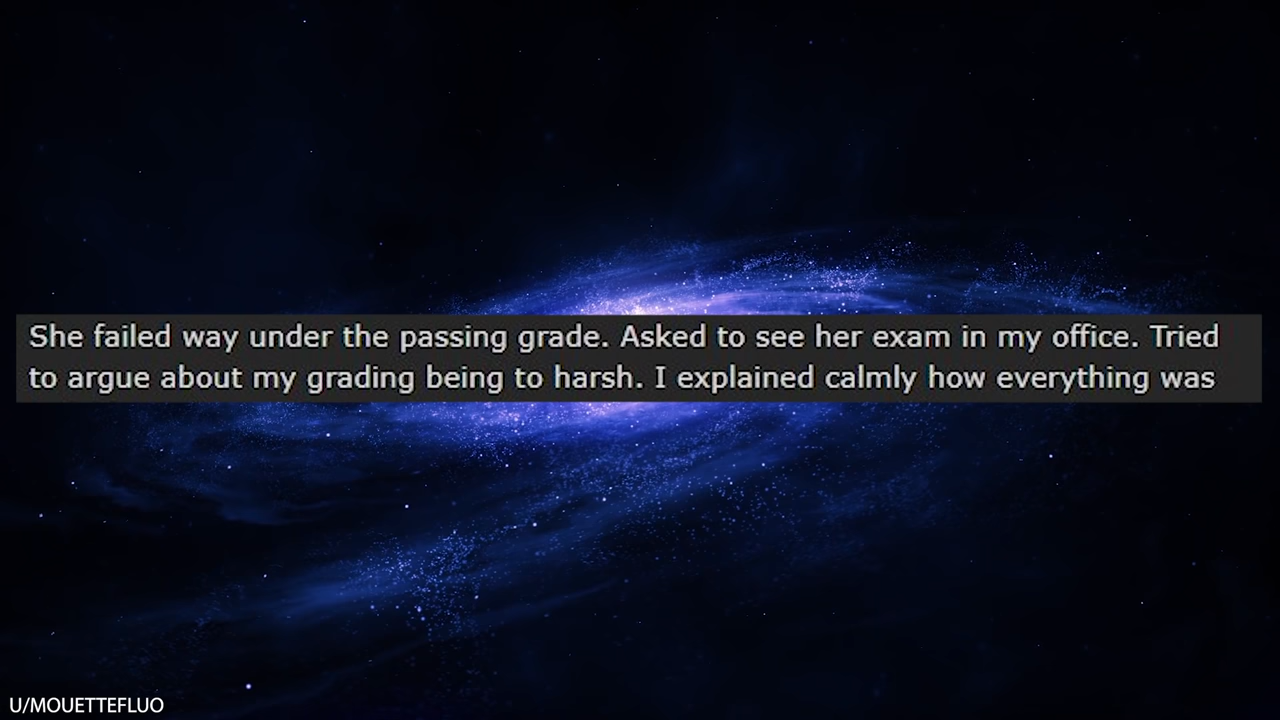 She failed way under the passing grade. Asked to see her exam in my office. Tried
to argue about my grading being to harsh. I explained calmly how everything was
U/MOUETTEFLUO